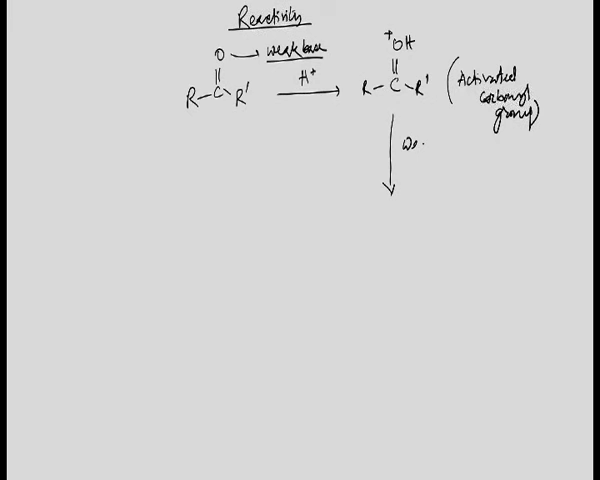 Reactivity
O → weak base
||
R-C-R'
H⁺
⁺OH
||
R-C-R'
(Activated
carbonyl
group)